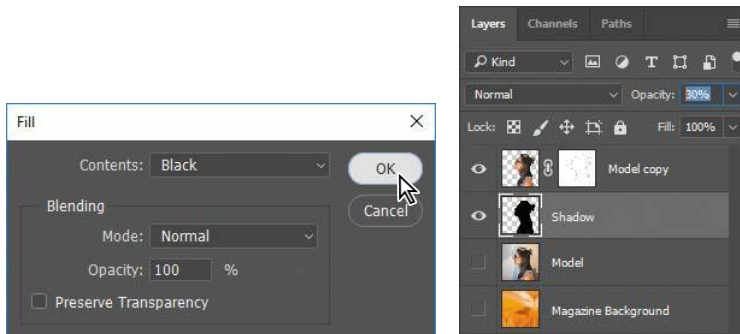 Fill
Contents: Black
OK
Blending
Cancel
Mode: Normal
Opacity: 100 %
Preserve Transparency
Layers Channels Paths
Kind
Normal Opacity: 30%
Lock: Fill: 100%
Model copy
Shadow
Model
Magazine Background